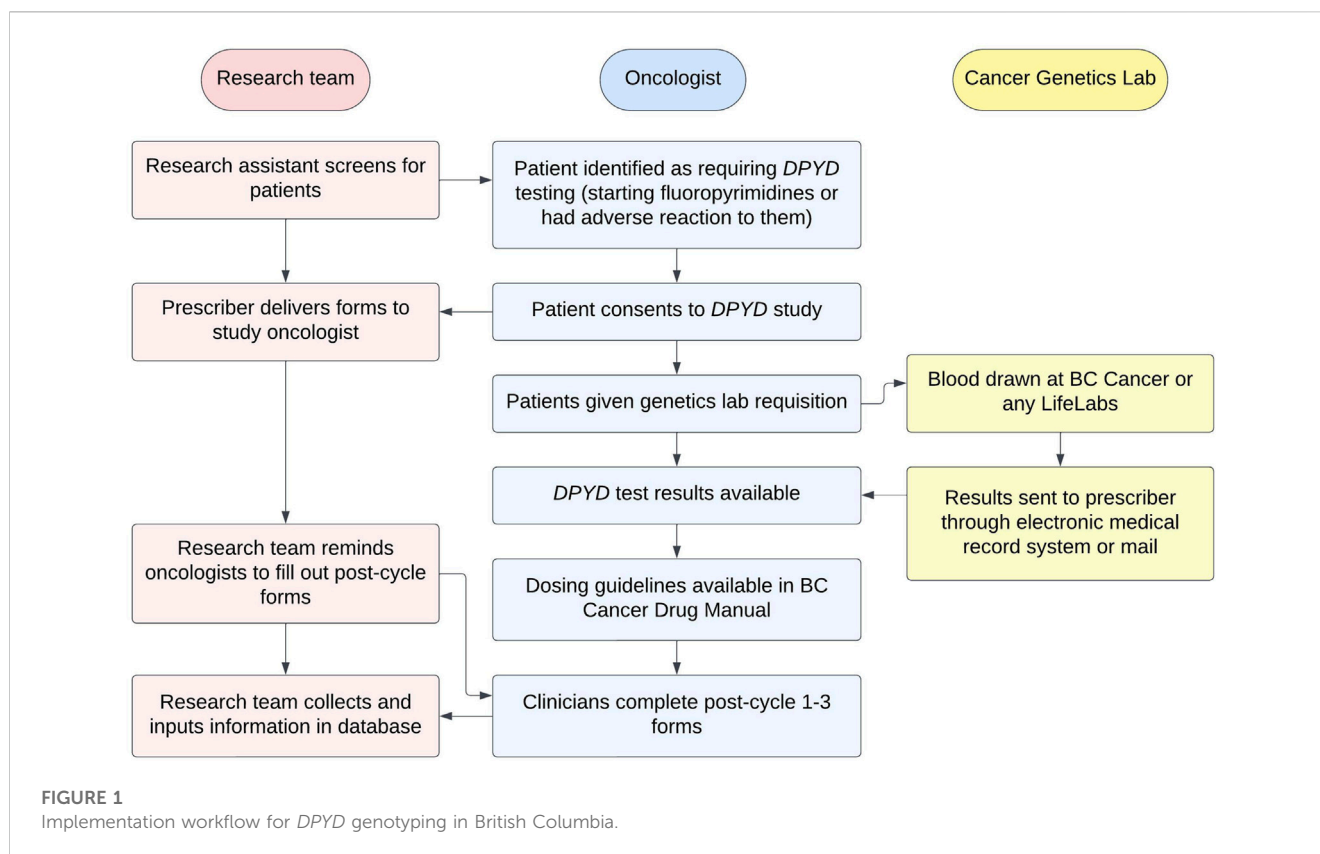 Research team
Oncologist
Cancer Genetics Lab
Research assistant screens for
patients
Patient identified as requiring DPYD
testing (starting fluoropyrimidines or
had adverse reaction to them)
Prescriber delivers forms to
study oncologist
Patient consents to DPYD study
Patients given genetics lab requisition
Blood drawn at BC Cancer or
any LifeLabs
DPYD test results available
Results sent to prescriber
through electronic medical
record system or mail
Research team reminds
oncologists to fill out post-cycle
forms
Dosing guidelines available in BC
Cancer Drug Manual
Research team collects and
inputs information in database
Clinicians complete post-cycle 1-3
forms
FIGURE 1
Implementation workflow for DPYD genotyping in British Columbia.